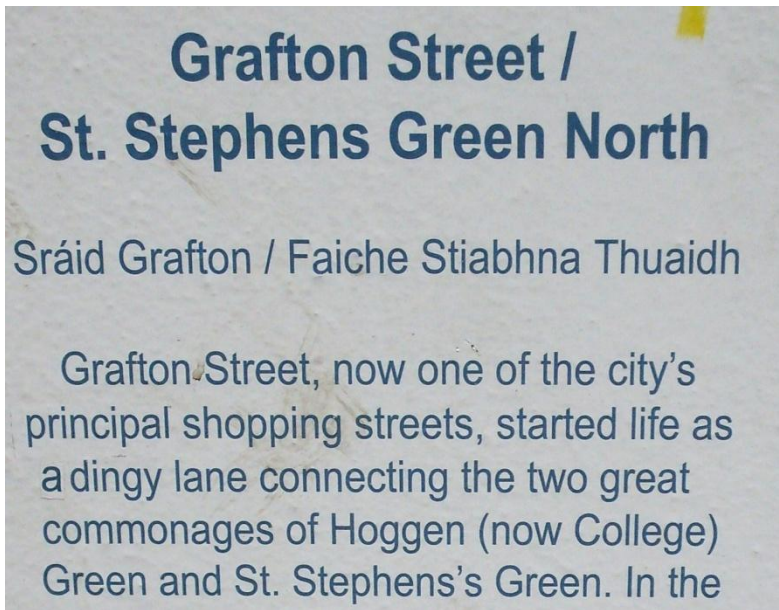 Grafton Street /
St. Stephens Green North
Sráid Grafton / Faiche Stiabhna Thuaidh
Grafton Street, now one of the city's
principal shopping streets, started life as
a dingy lane connecting the two great
commonages of Hoggen (now College)
Green and St. Stephens's Green. In the